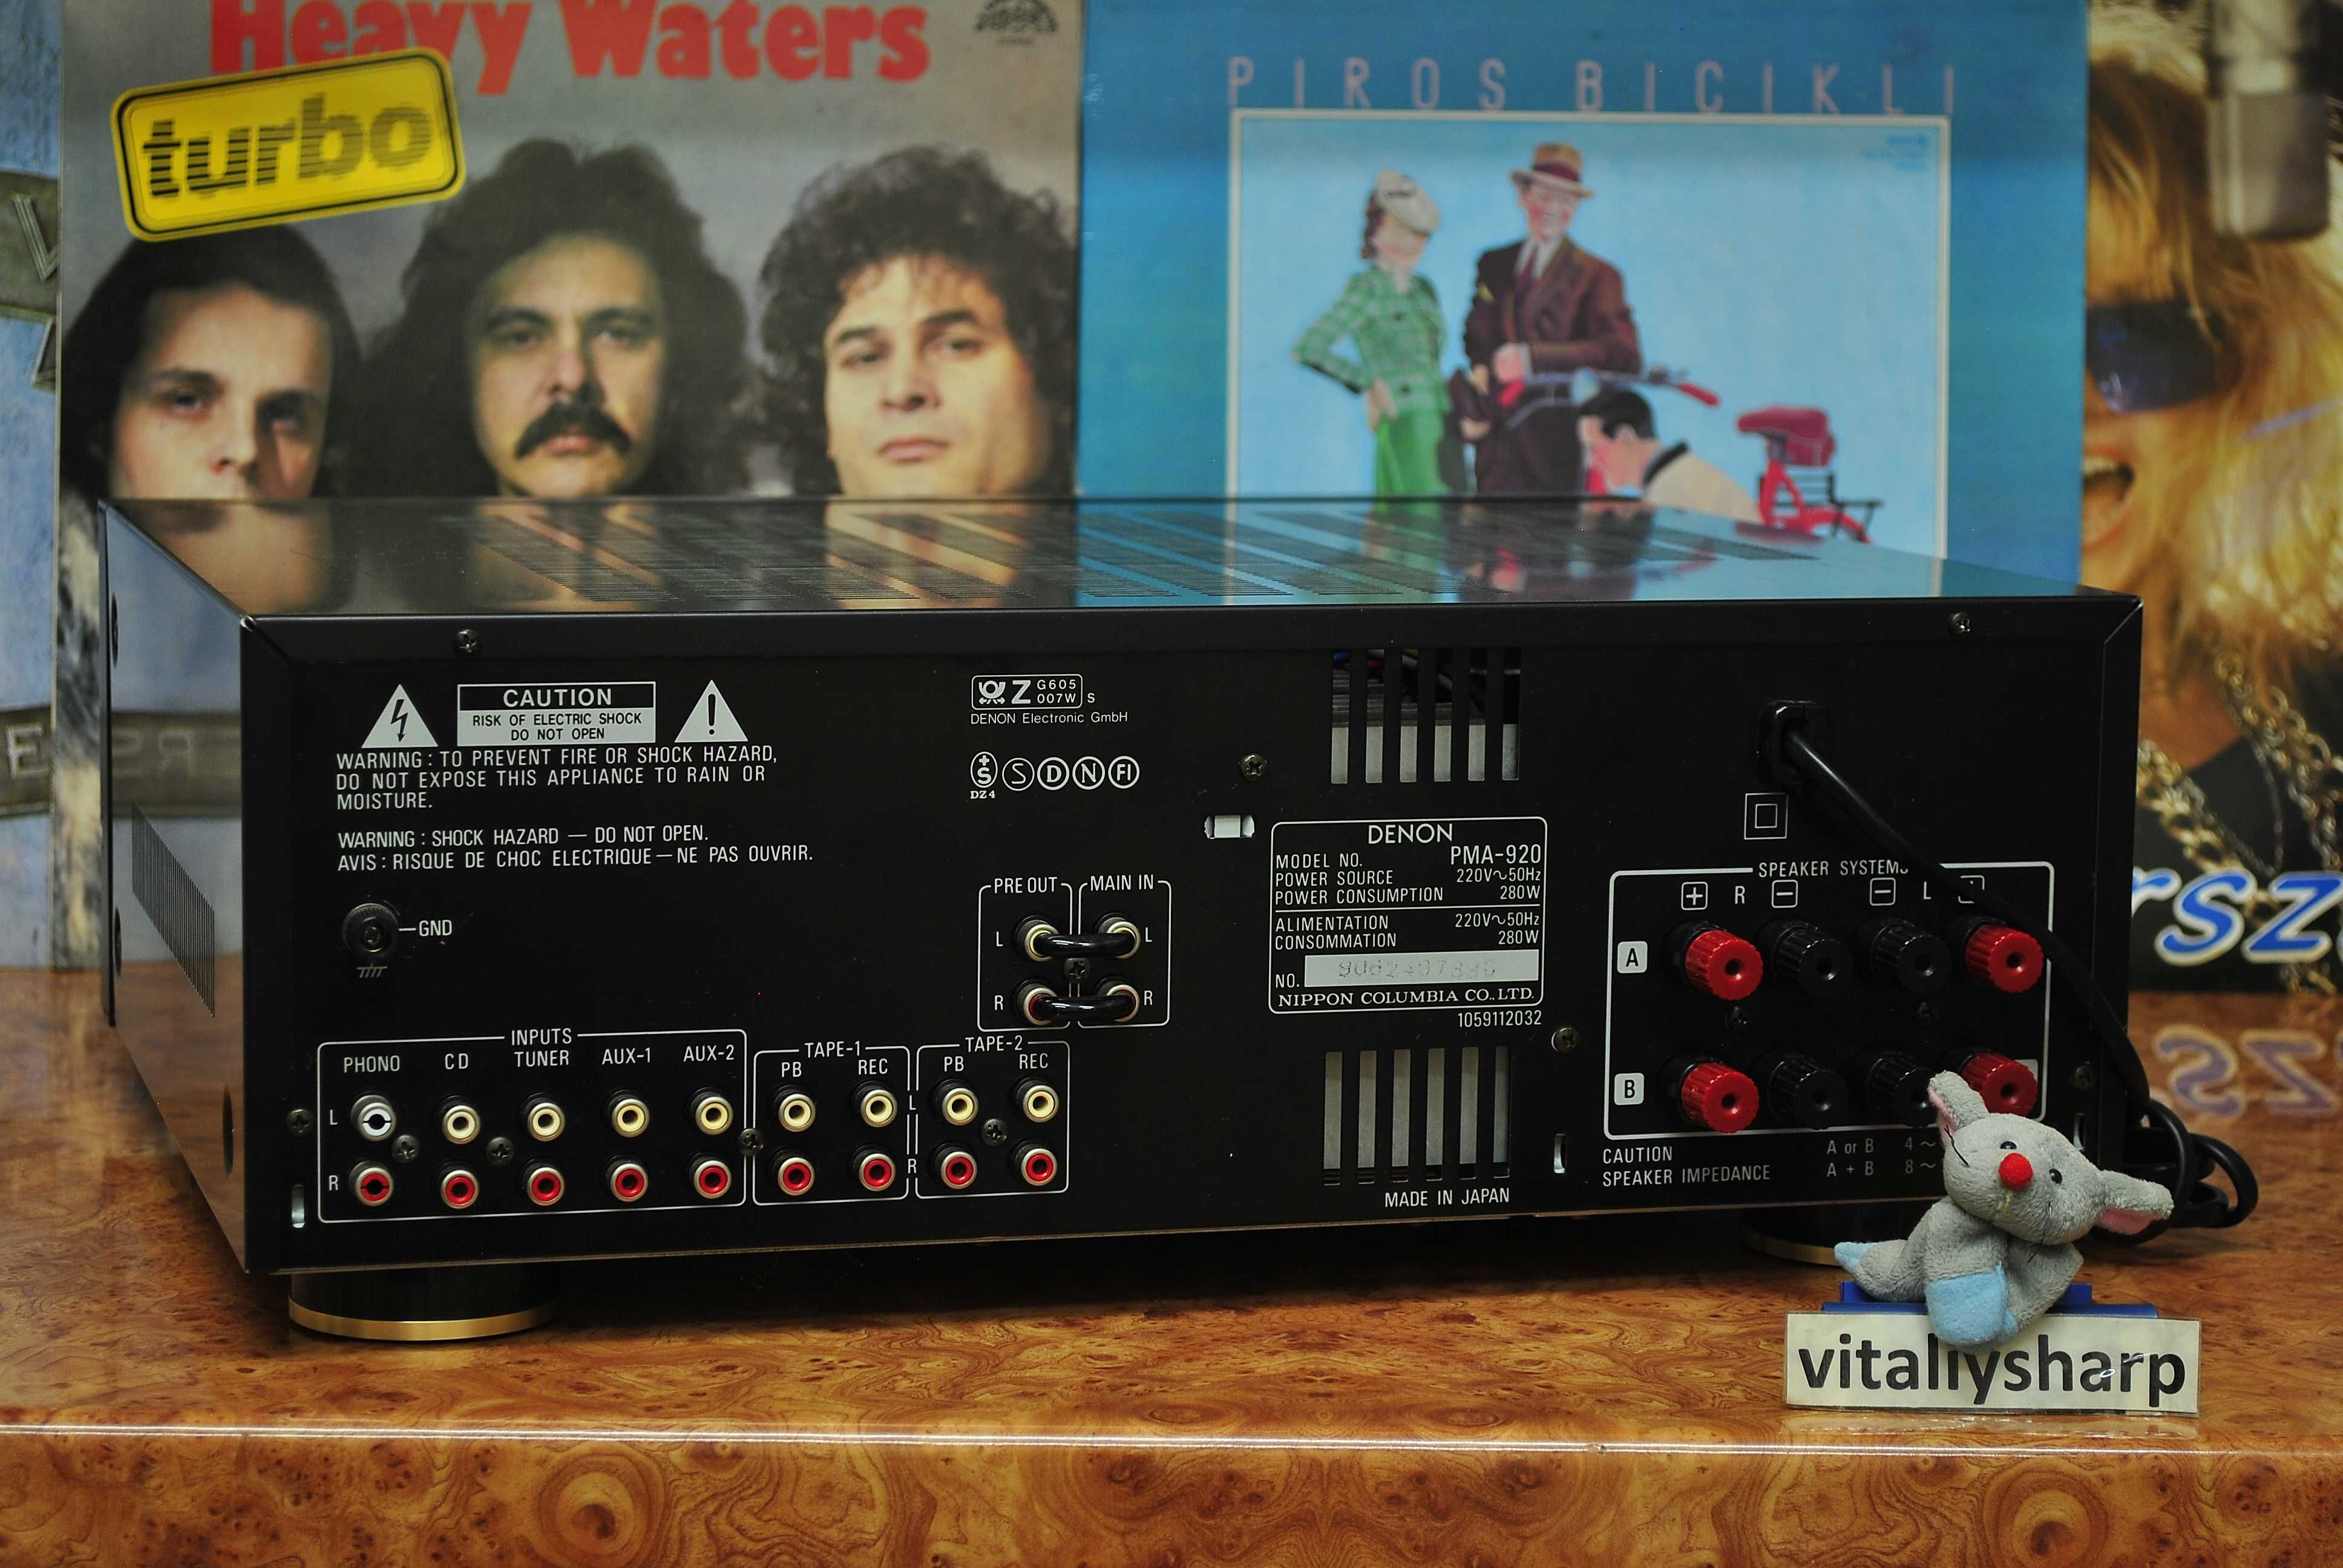 Heavy Waters
turbo
PIROS BICIKLI
CAUTION
RISK OF ELECTRIC SHOCK
DO NOT OPEN
WARNING : TO PREVENT FIRE OR SHOCK HAZARD,
DO NOT EXPOSE THIS APPLIANCE TO RAIN OR
MOISTURE.
WARNING : SHOCK HAZARD — DO NOT OPEN.
AVIS : RISQUE DE CHOC ELECTRIQUE — NE PAS OUVRIR.
GND
Z G605
007W S
DENON Electronic GmbH
S S D N FI
DZ4
PRE OUT MAIN IN
L L
R R
INPUTS
PHONO CD TUNER AUX-1 AUX-2
L
R
TAPE-1
PB REC
TAPE-2
PB REC
L
R
DENON
MODEL NO. PMA-920
POWER SOURCE 220V~50Hz
POWER CONSUMPTION 280W
ALIMENTATION 220V~50Hz
CONSOMMATION 280W
NO.
NIPPON COLUMBIA CO., LTD.
1059112032
MADE IN JAPAN
SPEAKER SYSTEMS
+ R − − L
A
B
CAUTION
SPEAKER IMPEDANCE
A or B 4 ~
A + B 8 ~
vitaliysharp